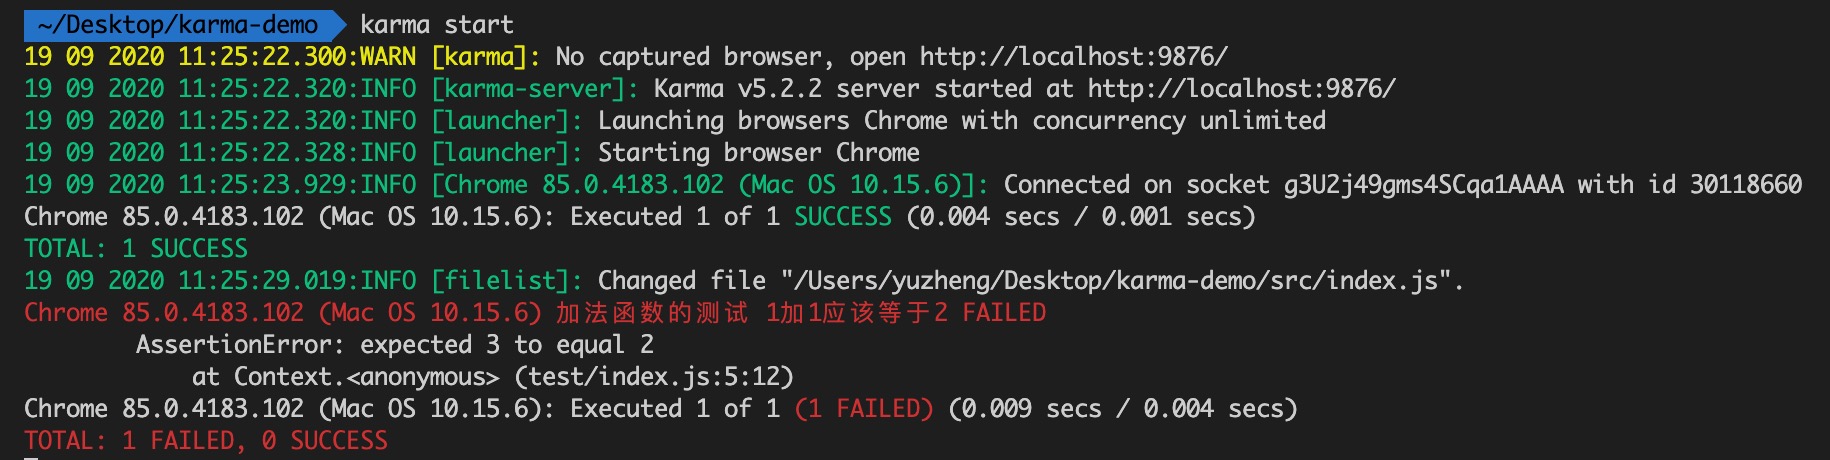 ~/Desktop/karma-demo karma start
19 09 2020 11:25:22.300:WARN [karma]: No captured browser, open http://localhost:9876/
19 09 2020 11:25:22.320:INFO [karma-server]: Karma v5.2.2 server started at http://localhost:9876/
19 09 2020 11:25:22.320:INFO [launcher]: Launching browsers Chrome with concurrency unlimited
19 09 2020 11:25:22.328:INFO [launcher]: Starting browser Chrome
19 09 2020 11:25:23.929:INFO [Chrome 85.0.4183.102 (Mac OS 10.15.6)]: Connected on socket g3U2j49gms4SCqa1AAAA with id 30118660
Chrome 85.0.4183.102 (Mac OS 10.15.6): Executed 1 of 1 SUCCESS (0.004 secs / 0.001 secs)
TOTAL: 1 SUCCESS
19 09 2020 11:25:29.019:INFO [filelist]: Changed file "/Users/yuzheng/Desktop/karma-demo/src/index.js".
Chrome 85.0.4183.102 (Mac OS 10.15.6) 加法函数的测试 1加1应该等于2 FAILED
AssertionError: expected 3 to equal 2
at Context.<anonymous> (test/index.js:5:12)
Chrome 85.0.4183.102 (Mac OS 10.15.6): Executed 1 of 1 (1 FAILED) (0.009 secs / 0.004 secs)
TOTAL: 1 FAILED, 0 SUCCESS